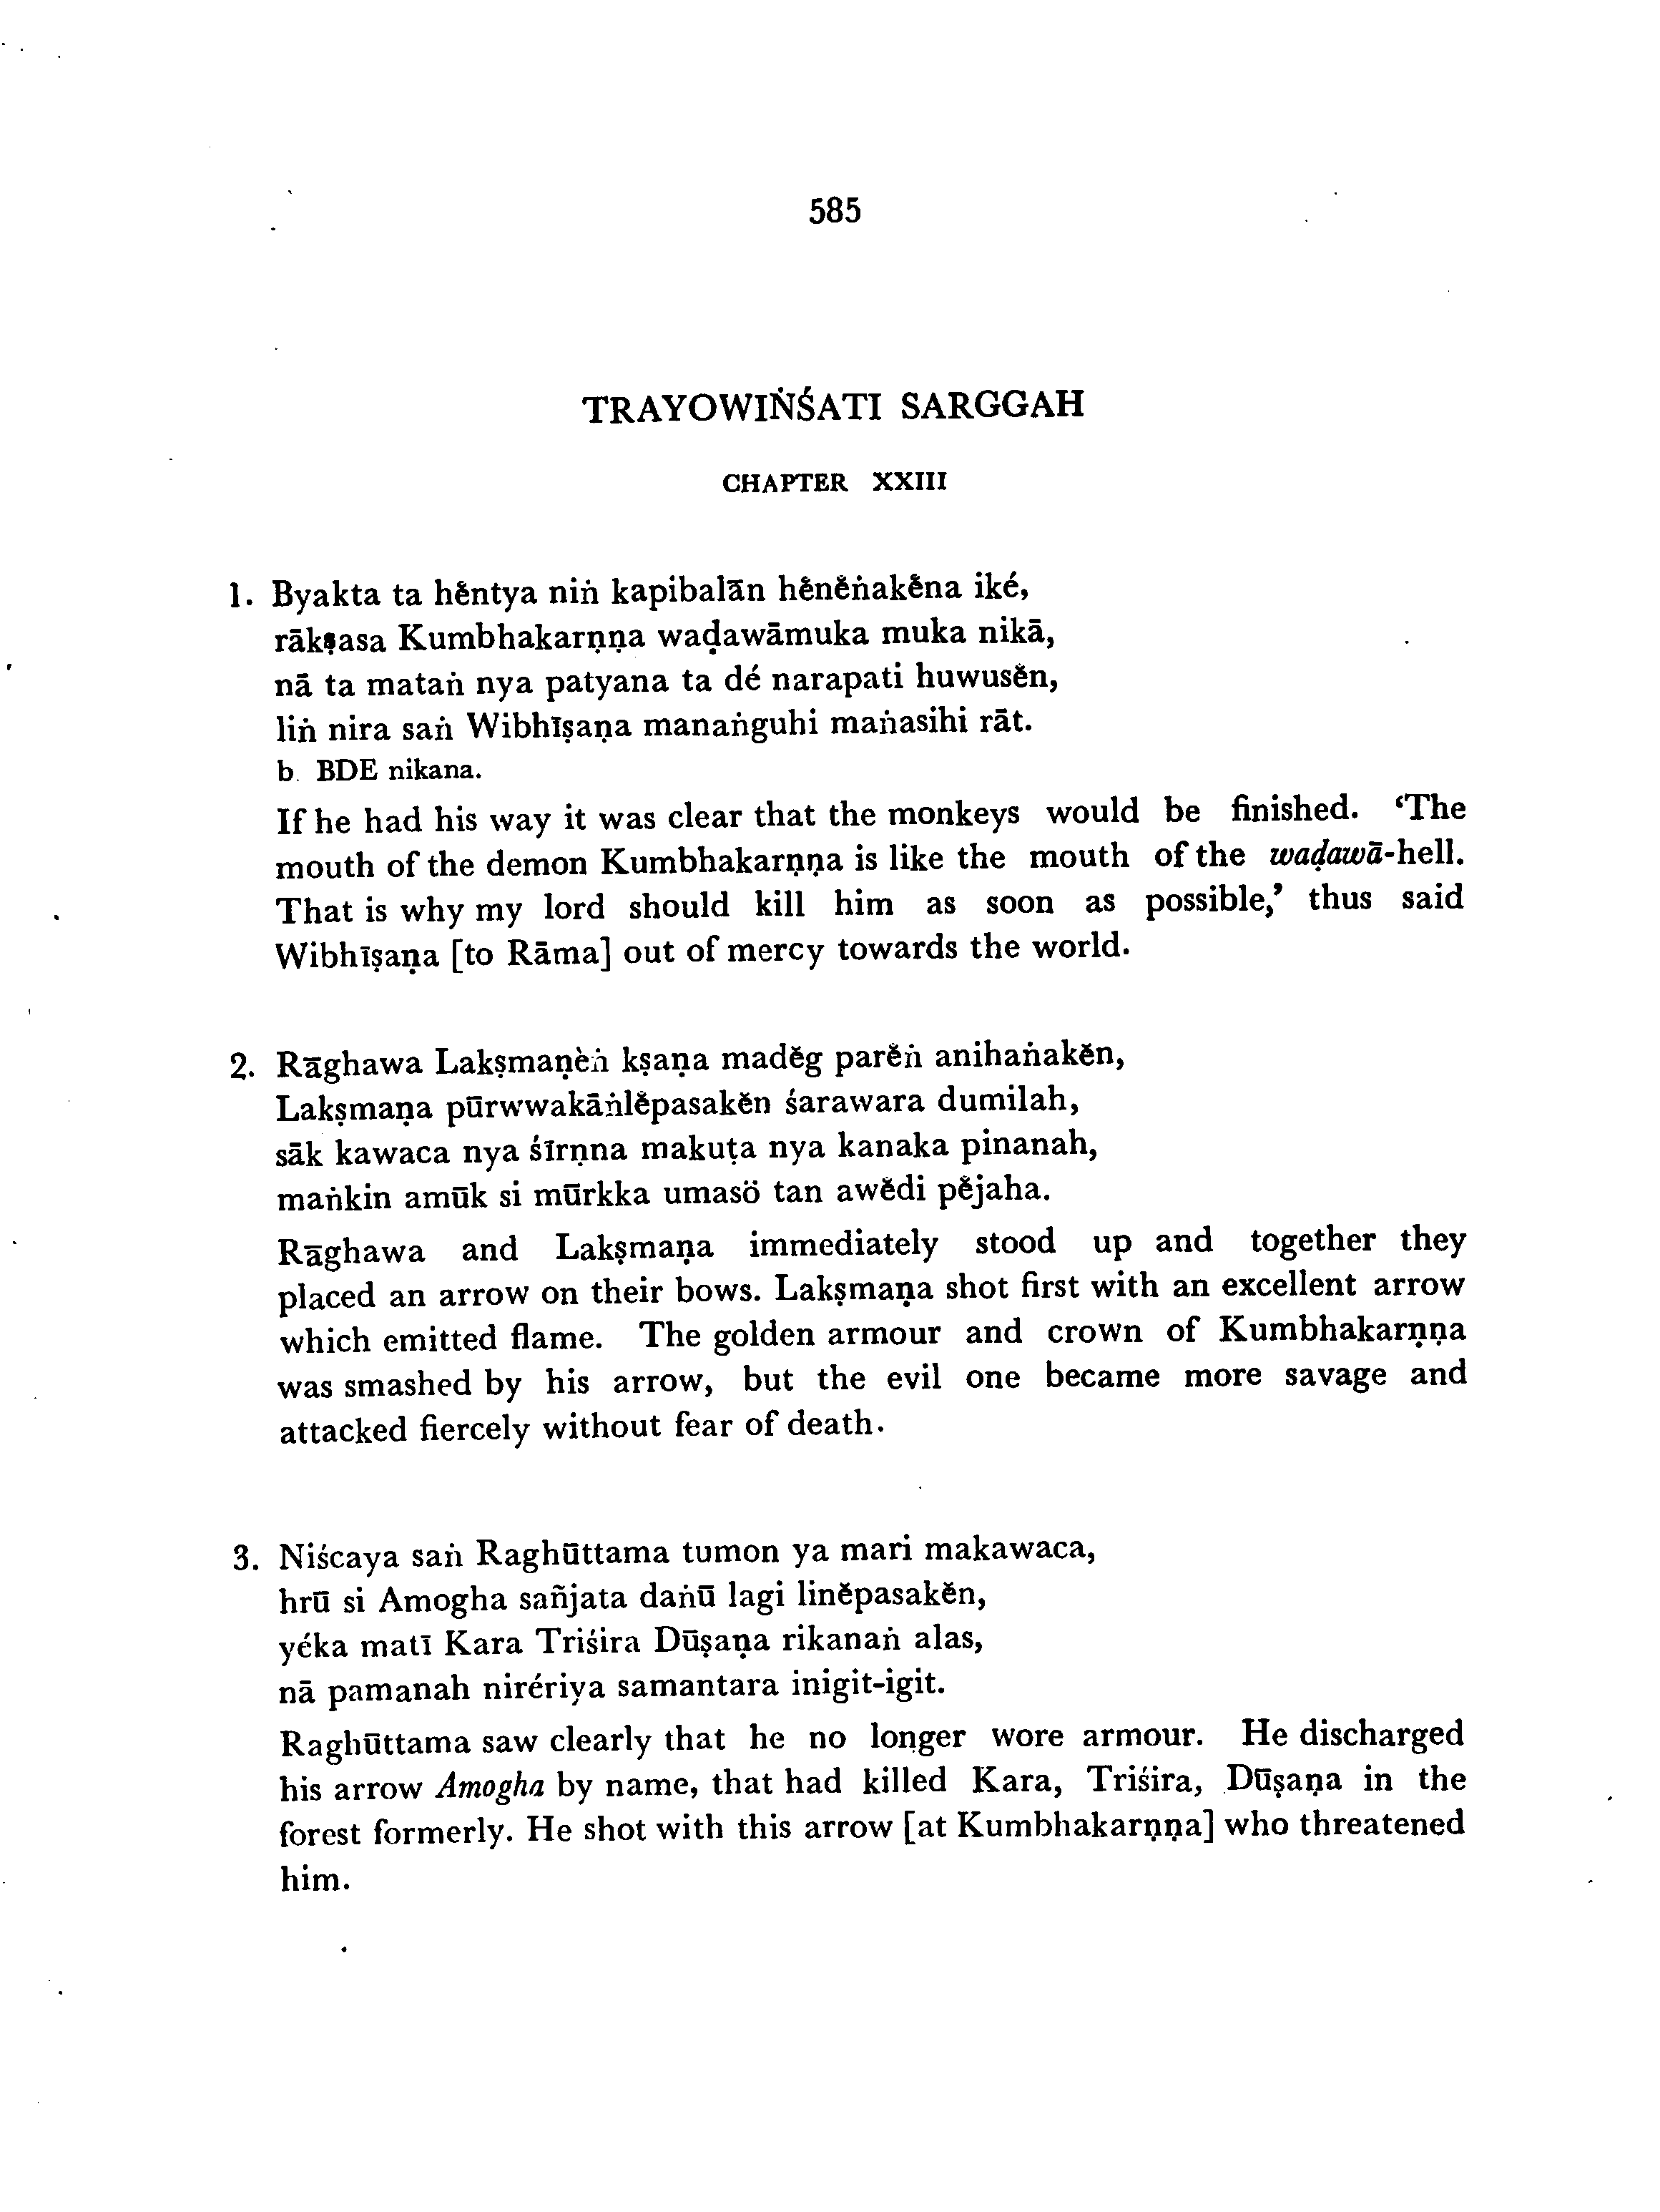 585
TRAYOWIṄŚATI SARGGAH
CHAPTER XXIII
1. Byakta ta hĕntya niṅ kapibalān hĕnĕṅakĕna iké,
rākṣasa Kumbhakarṇṇa waḍawāmuka muka nikā,
nā ta mataṅ nya patyana ta dé narapati huwusĕn,
liṅ nira saṅ Wibhīṣaṇa manaṅguhi maṅasihi rāt.
b. BDE nikana.
If he had his way it was clear that the monkeys would be finished. ‘The
mouth of the demon Kumbhakarṇṇa is like the mouth of the waḍawā-hell.
That is why my lord should kill him as soon as possible,’ thus said
Wibhīṣaṇa [to Rāma] out of mercy towards the world.
2. Rāghawa Lakṣmaṇèṅ kṣaṇa madĕg parĕṅ anihaṅakĕn,
Lakṣmaṇa pūrwwakāṅlĕpasakĕn śarawara dumilah,
sāk kawaca nya śīrṇna makuṭa nya kanaka pinanah,
maṅkin amūk si mūrkka umasö tan awĕdi pĕjaha.
Rāghawa and Lakṣmaṇa immediately stood up and together they
placed an arrow on their bows. Lakṣmaṇa shot first with an excellent arrow
which emitted flame. The golden armour and crown of Kumbhakarṇṇa
was smashed by his arrow, but the evil one became more savage and
attacked fiercely without fear of death.
3. Niścaya saṅ Raghūttama tumon ya mari makawaca,
hrū si Amogha sañjata daṅū lagi linĕpasakĕn,
yéka matī Kara Triśira Dūṣaṇa rikanaṅ alas,
nā pamanah nirériya samantara inigit-igit.
Raghūttama saw clearly that he no longer wore armour. He discharged
his arrow Amogha by name, that had killed Kara, Triśira, Dūṣaṇa in the
forest formerly. He shot with this arrow [at Kumbhakarṇṇa] who threatened
him.